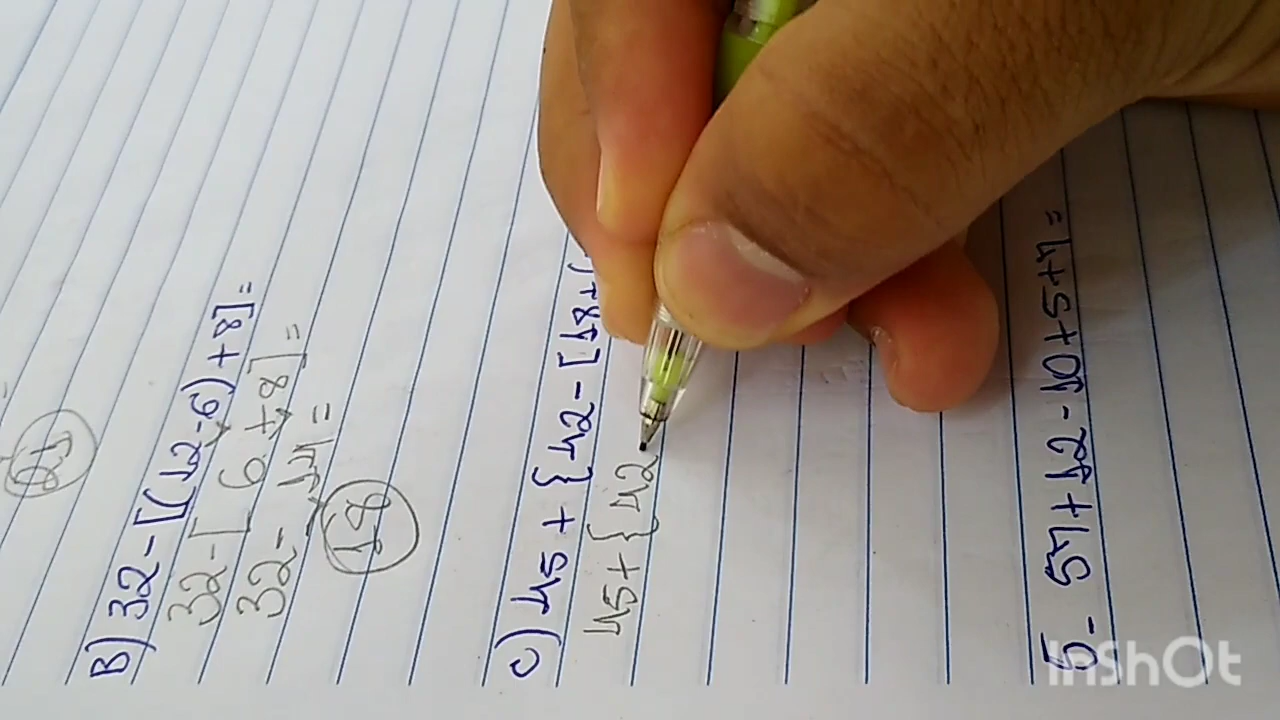 21
B) 32-[(12-6)+8]=
32-[6+8]=
32-14=
18
C) 45+{42-[18+(
45+{42
5- 57+12-10+5+7=
InShOt